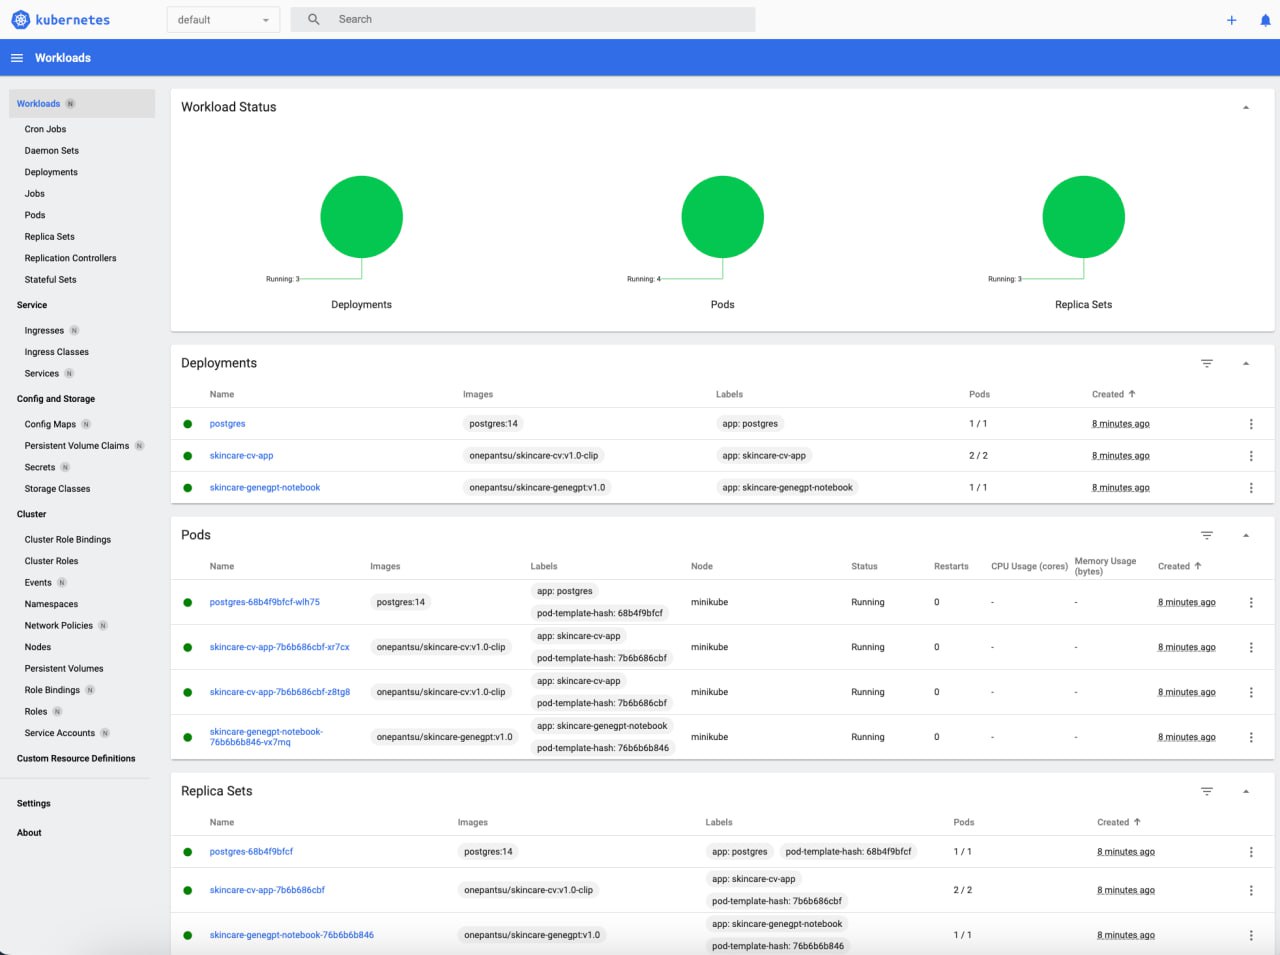 kubernetes
default
Search
Workloads
Workloads N
Cron Jobs
Daemon Sets
Deployments
Jobs
Pods
Replica Sets
Replication Controllers
Stateful Sets
Service
Ingresses N
Ingress Classes
Services N
Config and Storage
Config Maps N
Persistent Volume Claims N
Secrets N
Storage Classes
Cluster
Cluster Role Bindings
Cluster Roles
Events N
Namespaces
Network Policies N
Nodes
Persistent Volumes
Role Bindings N
Roles N
Service Accounts N
Custom Resource Definitions
Settings
About
Workload Status
Running: 3
Running: 4
Running: 3
Deployments
Pods
Replica Sets
Deployments
Name Images Labels Pods Created
postgres postgres:14 app: postgres 1 / 1 8 minutes ago
skincare-cv-app onepantsu/skincare-cv:v1.0-clip app: skincare-cv-app 2 / 2 8 minutes ago
skincare-genegpt-notebook onepantsu/skincare-genegpt:v1.0 app: skincare-genegpt-notebook 1 / 1 8 minutes ago
Pods
Name Images Labels Node Status Restarts CPU Usage (cores) Memory Usage
(bytes) Created
app: postgres
postgres-68b4f9bfcf-wlh75 postgres:14 minikube Running 0 - - 8 minutes ago
pod-template-hash: 68b4f9bfcf
app: skincare-cv-app
skincare-cv-app-7b6b686cbf-xr7cx onepantsu/skincare-cv:v1.0-clip minikube Running 0 - - 8 minutes ago
pod-template-hash: 7b6b686cbf
app: skincare-cv-app
skincare-cv-app-7b6b686cbf-z8tg8 onepantsu/skincare-cv:v1.0-clip minikube Running 0 - - 8 minutes ago
pod-template-hash: 7b6b686cbf
app: skincare-genegpt-notebook
skincare-genegpt-notebook-
76b6b6b846-vx7mq onepantsu/skincare-genegpt:v1.0 minikube Running 0 - - 8 minutes ago
pod-template-hash: 76b6b6b846
Replica Sets
Name Images Labels Pods Created
postgres-68b4f9bfcf postgres:14 app: postgres pod-template-hash: 68b4f9bfcf 1 / 1 8 minutes ago
app: skincare-cv-app
skincare-cv-app-7b6b686cbf onepantsu/skincare-cv:v1.0-clip 2 / 2 8 minutes ago
pod-template-hash: 7b6b686cbf
app: skincare-genegpt-notebook
skincare-genegpt-notebook-76b6b6b846 onepantsu/skincare-genegpt:v1.0 1 / 1 8 minutes ago
pod-template-hash: 76b6b6b846